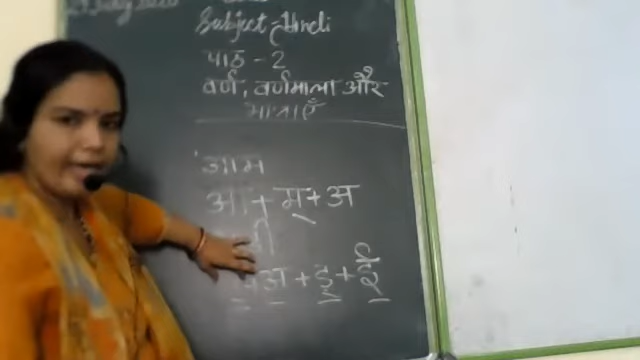 Subject - Hindi
पाठ - 2
वर्ण, वर्णमाला और
मात्राएँ
आम
आ + म् + अ
अ + इ + ई